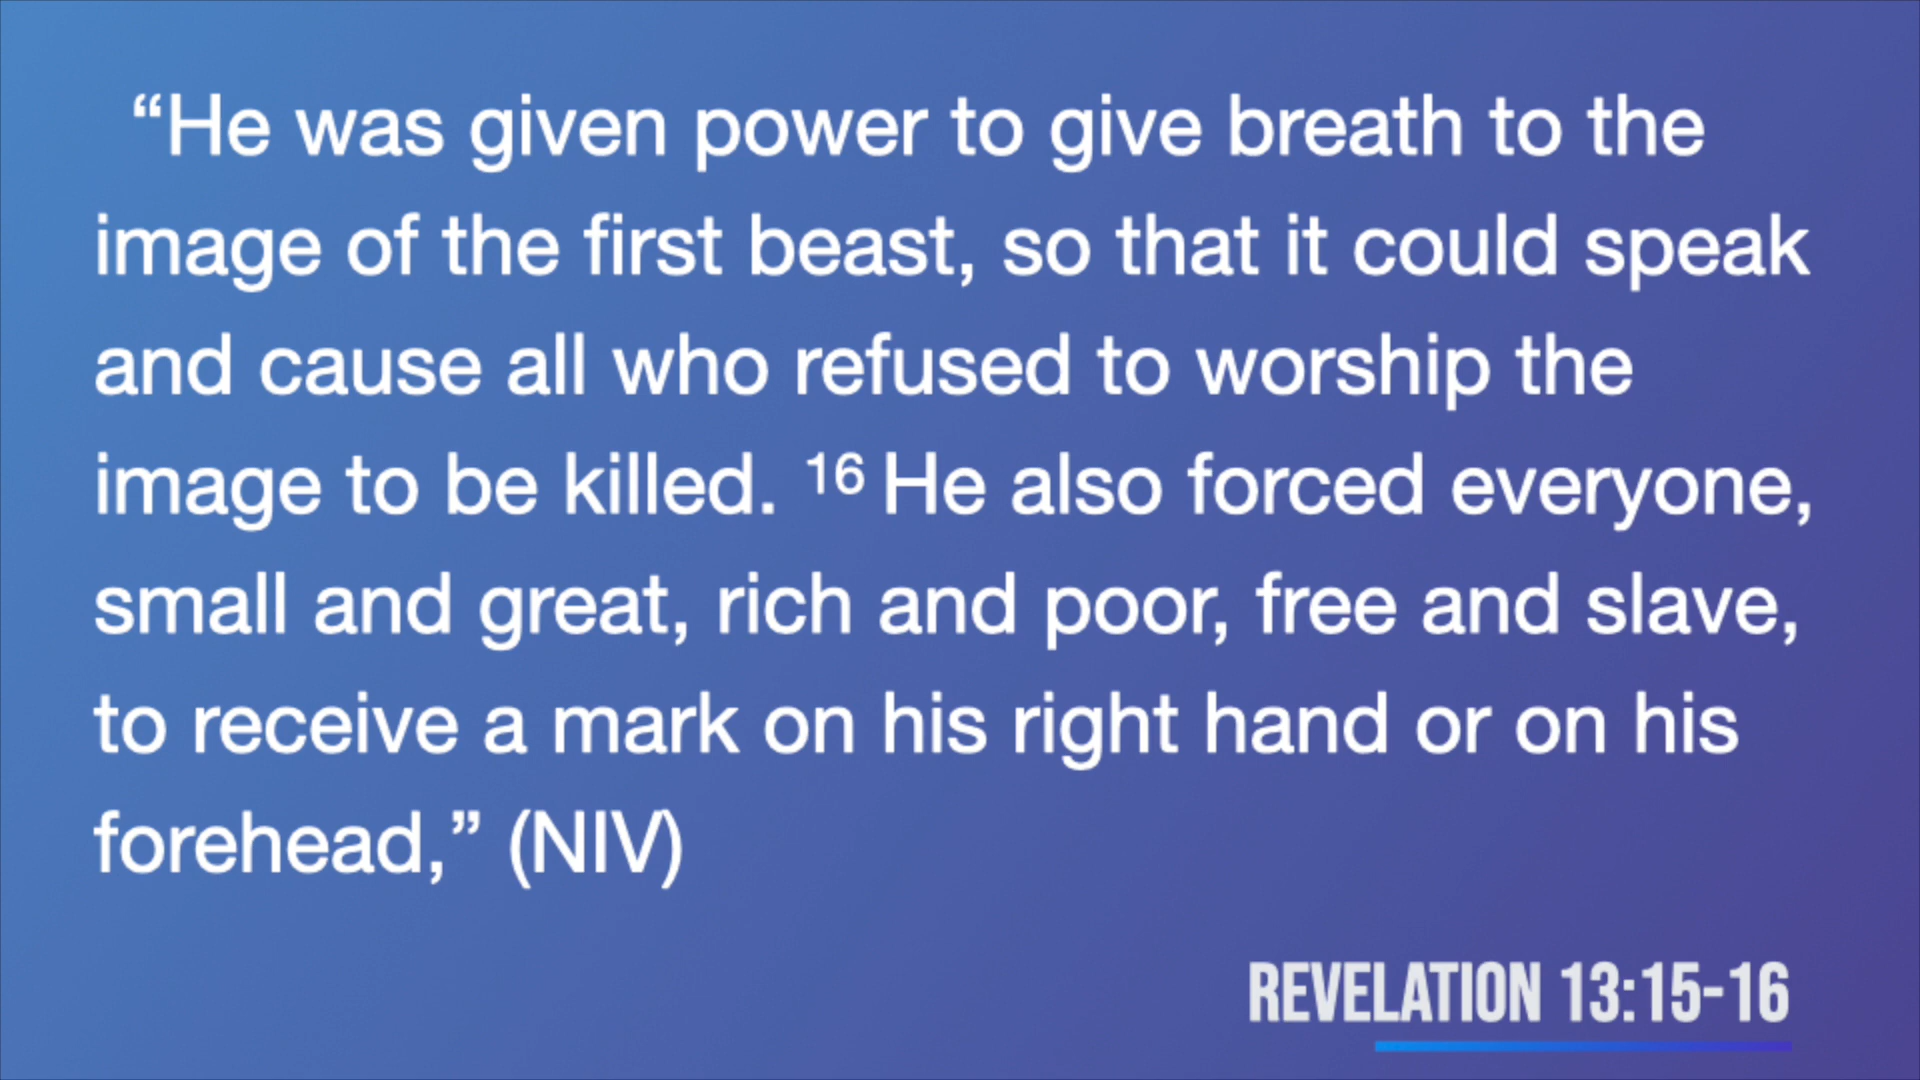 “He was given power to give breath to the
image of the first beast, so that it could speak
and cause all who refused to worship the
image to be killed. ¹⁶ He also forced everyone,
small and great, rich and poor, free and slave,
to receive a mark on his right hand or on his
forehead,” (NIV)
REVELATION 13:15-16